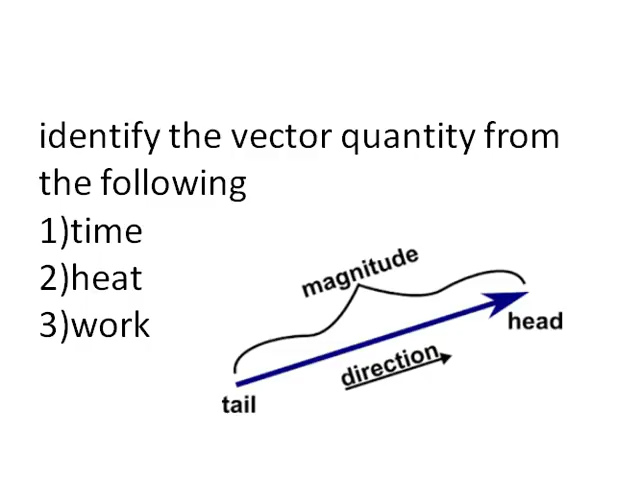 identify the vector quantity from
the following
1)time
2)heat
3)work
magnitude
head
direction
tail